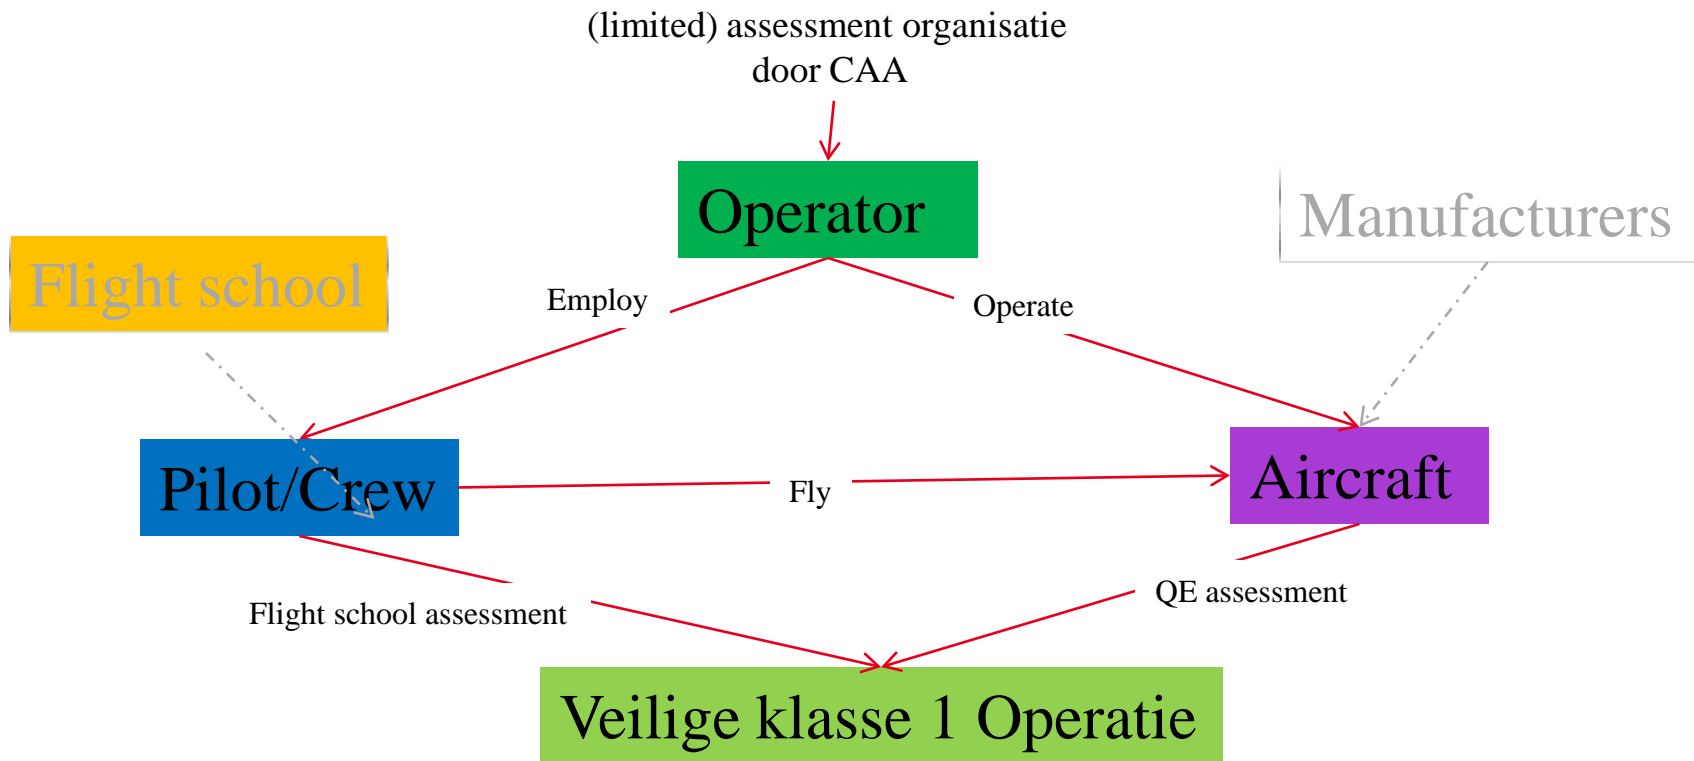 (limited) assessment organisatie
door CAA
Operator
Manufacturers
Flight school
Employ
Operate
Pilot/Crew
Fly
Aircraft
Flight school assessment
QE assessment
Veilige klasse 1 Operatie